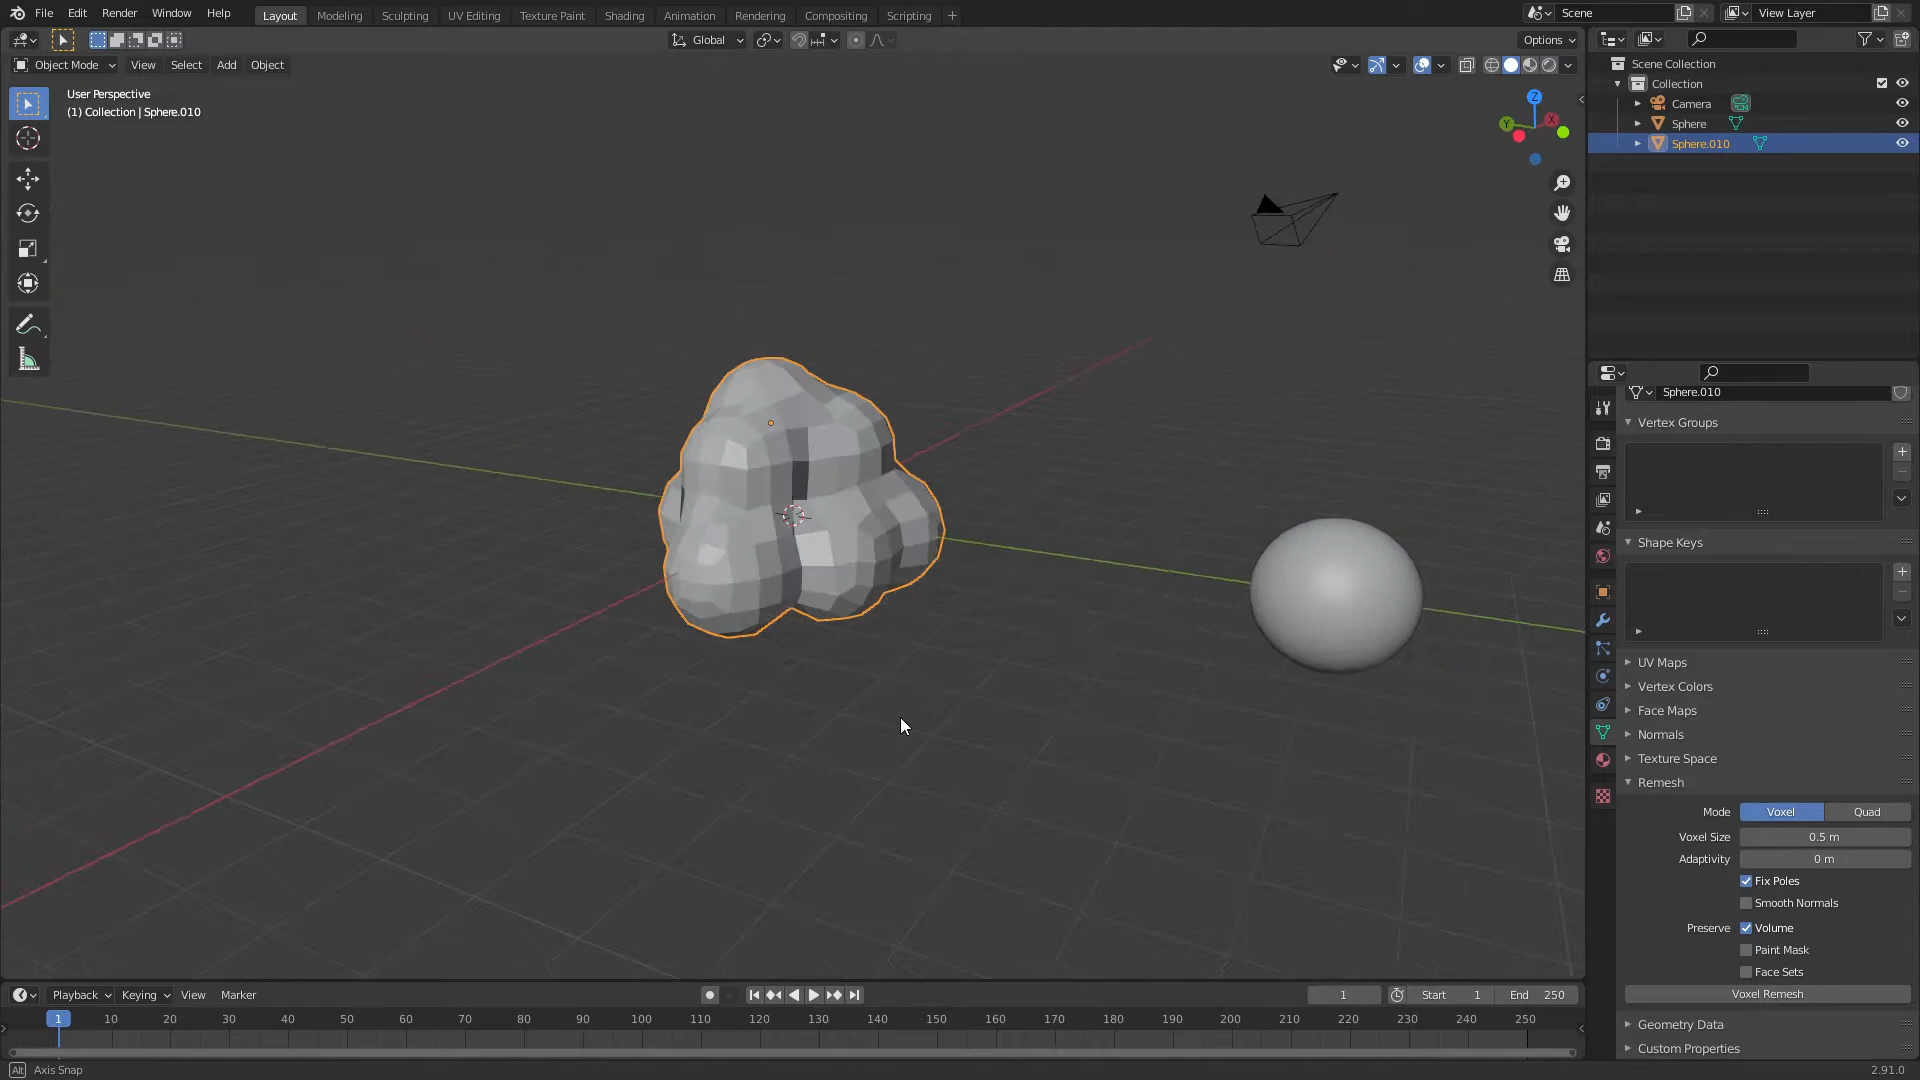 File Edit Render Window Help Layout Modeling Sculpting UV Editing Texture Paint Shading Animation Rendering Compositing Scripting + Scene View Layer
Global Options
Object Mode View Select Add Object
User Perspective
(1) Collection | Sphere.010
Z
Y
X
Scene Collection
Collection
Camera
Sphere
Sphere.010
Sphere.010
Vertex Groups
Shape Keys
UV Maps
Vertex Colors
Face Maps
Normals
Texture Space
Remesh
Mode Voxel Quad
Voxel Size 0.5 m
Adaptivity 0 m
Fix Poles
Smooth Normals
Preserve Volume
Paint Mask
Face Sets
Voxel Remesh
Geometry Data
Custom Properties
Playback Keying View Marker 1 Start 1 End 250
1 10 20 30 40 50 60 70 80 90 100 110 120 130 140 150 160 170 180 190 200 210 220 230 240 250
Alt Axis Snap 2.91.0